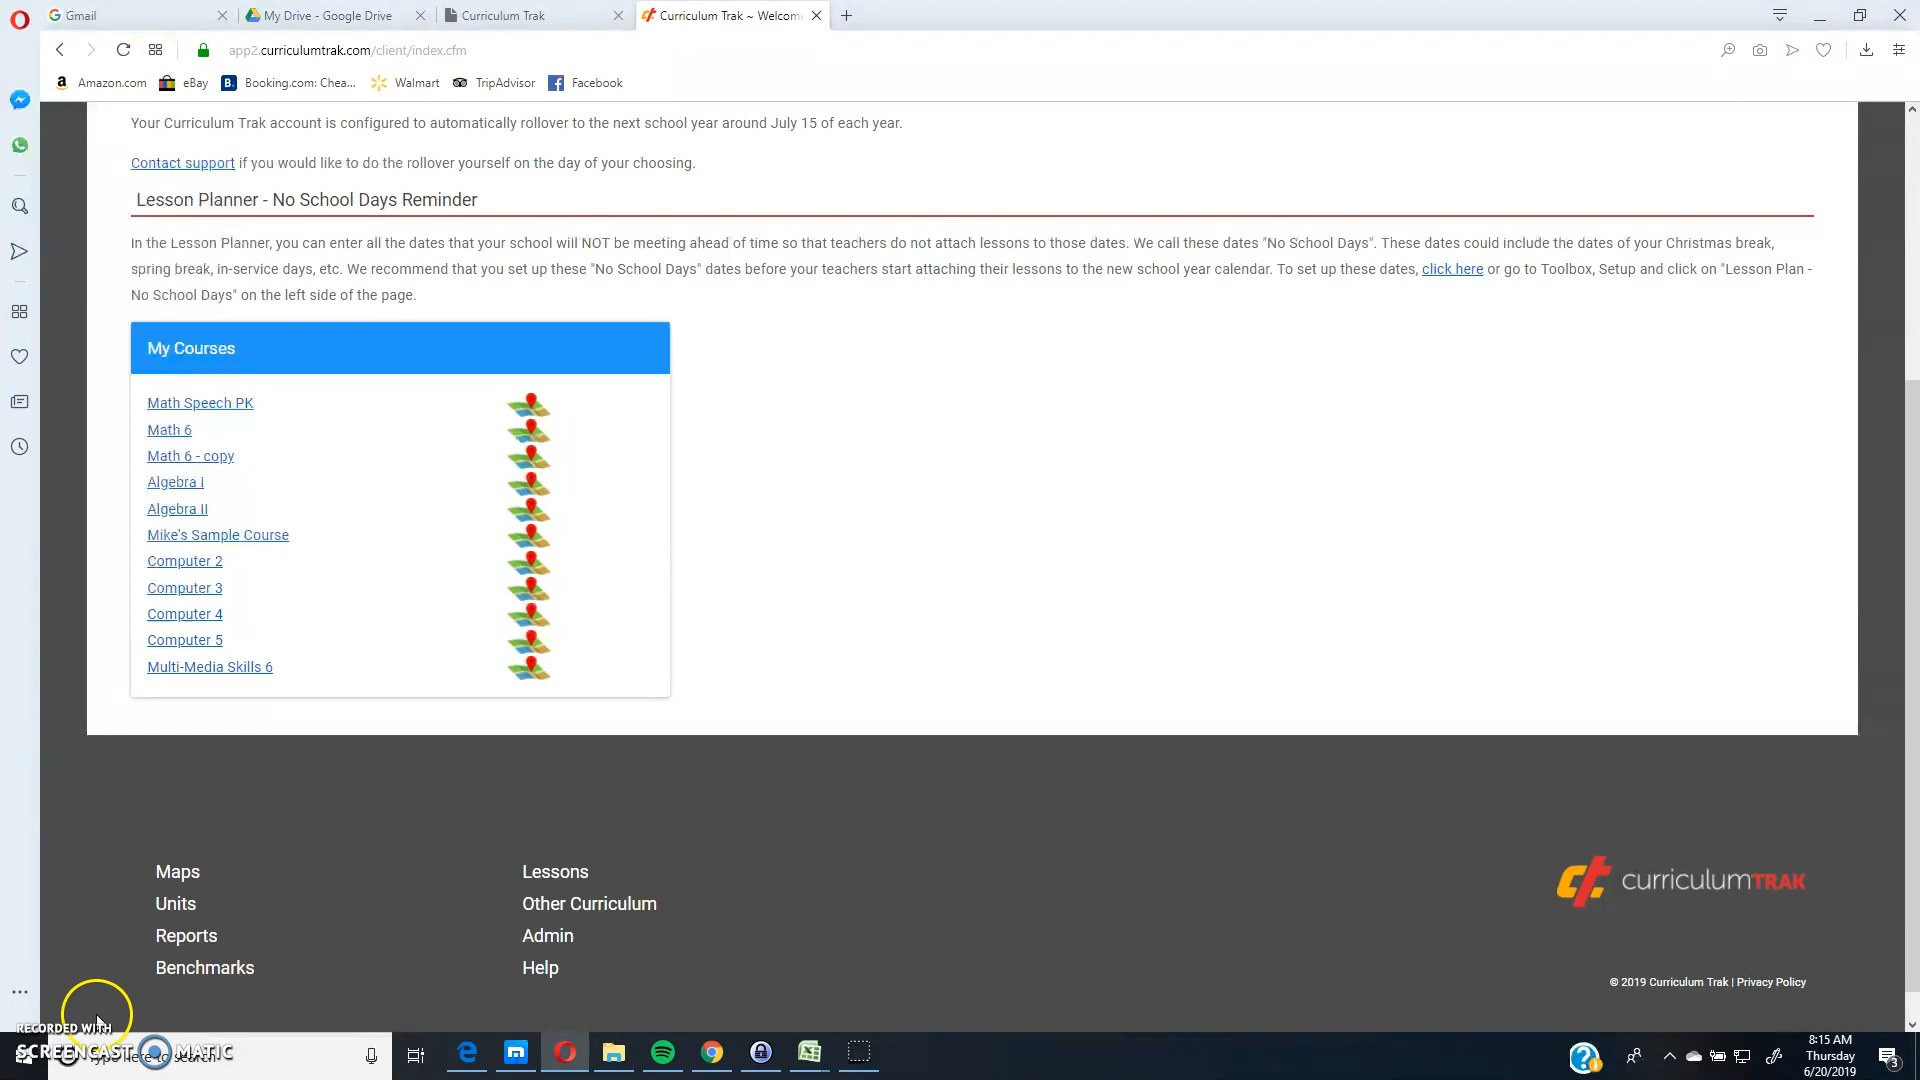 Gmail
My Drive - Google Drive
Curriculum Trak
Curriculum Trak ~ Welcom
app2.curriculumtrak.com/client/index.cfm
Amazon.com
eBay
B.
Booking.com: Chea...
Walmart
TripAdvisor
Facebook
Your Curriculum Trak account is configured to automatically rollover to the next school year around July 15 of each year.
Contact support if you would like to do the rollover yourself on the day of your choosing.
Lesson Planner - No School Days Reminder
In the Lesson Planner, you can enter all the dates that your school will NOT be meeting ahead of time so that teachers do not attach lessons to those dates. We call these dates "No School Days". These dates could include the dates of your Christmas break,
spring break, in-service days, etc. We recommend that you set up these "No School Days" dates before your teachers start attaching their lessons to the new school year calendar. To set up these dates, click here or go to Toolbox, Setup and click on "Lesson Plan -
No School Days" on the left side of the page.
My Courses
Math Speech PK
Math 6
Math 6 - copy
Algebra I
Algebra II
Mike's Sample Course
Computer 2
Computer 3
Computer 4
Computer 5
Multi-Media Skills 6
Maps
Units
Reports
Benchmarks
Lessons
Other Curriculum
Admin
Help
curriculumTRAK
© 2019 Curriculum Trak | Privacy Policy
RECORDED WITH
SCREENCAST MATIC
Type here to search
8:15 AM
Thursday
6/20/2019
3